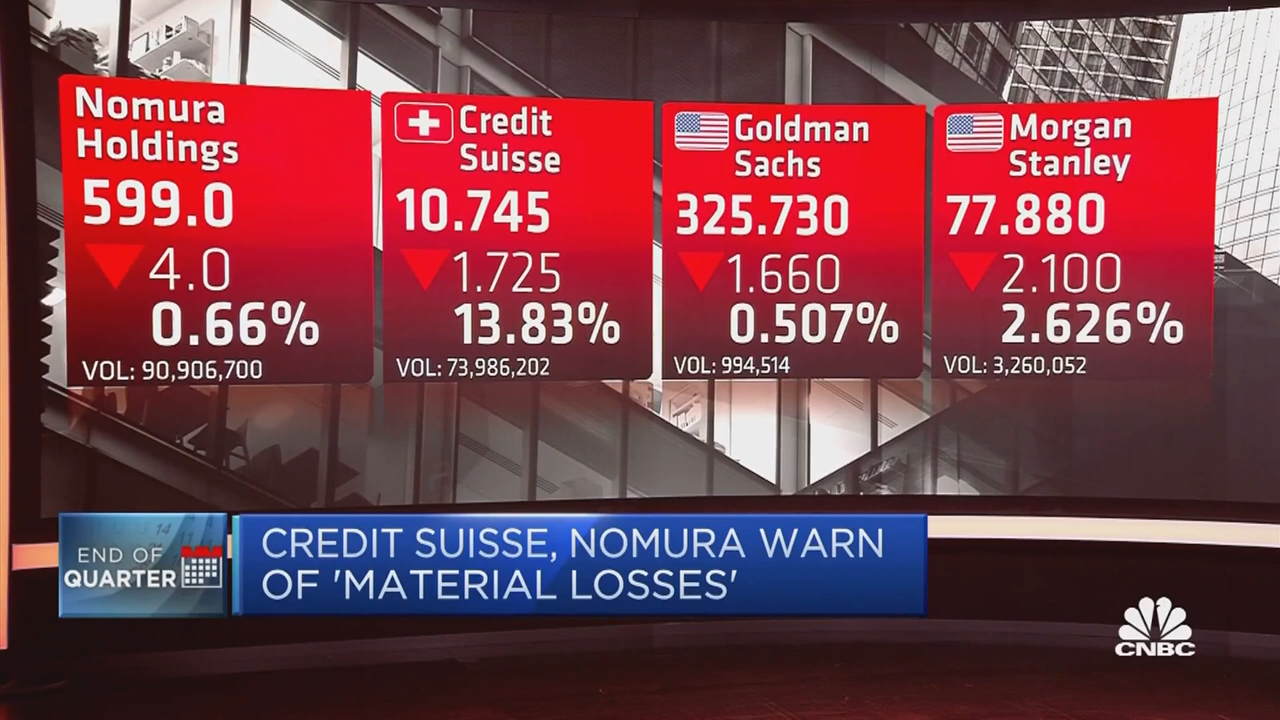 Nomura
Holdings
599.0
4.0
0.66%
VOL: 90,906,700
Credit
Suisse
10.745
1.725
13.83%
VOL: 73,986,202
Goldman
Sachs
325.730
1.660
0.507%
VOL: 994,514
Morgan
Stanley
77.880
2.100
2.626%
VOL: 3,260,052
END OF
QUARTER
CREDIT SUISSE, NOMURA WARN
OF 'MATERIAL LOSSES'
CNBC